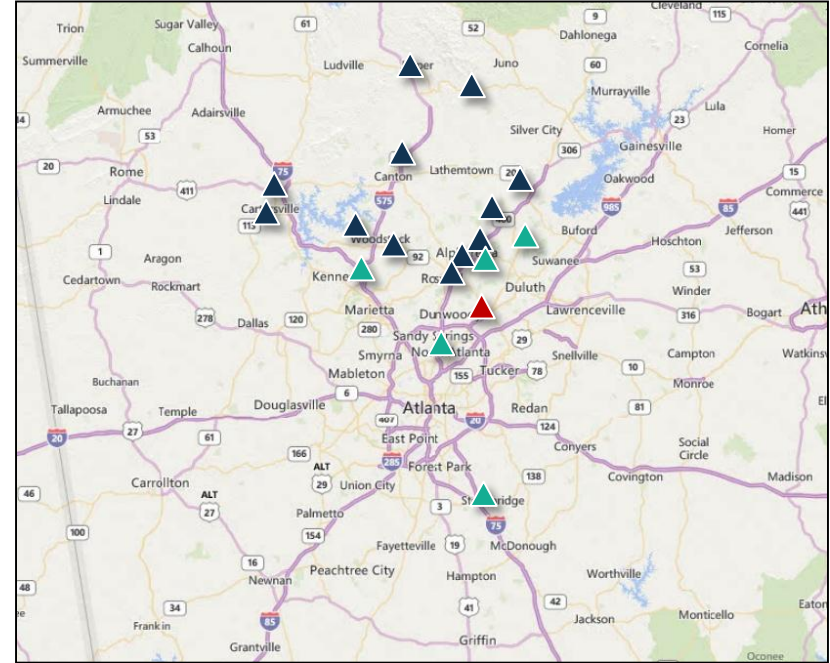 Cleveland
115
Trion
Sugar Valley
61
52
9
Dahlonega
Calhoun
Cornelia
Summerville
Ludville
Juno
60
Murrayville
Armuchee
Adairsville
Lula
23
53
Silver City
Homer
306
Gainesville
20
75
Rome
Canton
Lathemtown
Oakwood
15
411
Commerce
Lindale
575
985
85
441
113
Buford
Jefferson
1
92
Hoschton
Aragon
Suwanee
53
Cedartown
Rockmart
Duluth
Winder
Marietta
Lawrenceville
278
Dallas
120
316
Bogart
280
29
Smyrna
Snellville
Campton
Mableton
155
Tucker
78
10
Buchanan
6
Monroe
Tallapoosa
Temple
Douglasville
Atlanta
Redan
81
27
407
20
124
20
61
East Point
Social
Circle
166
285
Forest Park
Conyers
Carrollton
ALT
29
Union City
138
Covington
Madison
46
ALT
27
Palmetto
3
75
100
154
Fayetteville
19
McDonough
16
Peachtree City
Hampton
Worthville
48
Newnan
34
41
42
85
Jackson
Monticello
Griffin
Grantville
Oconee